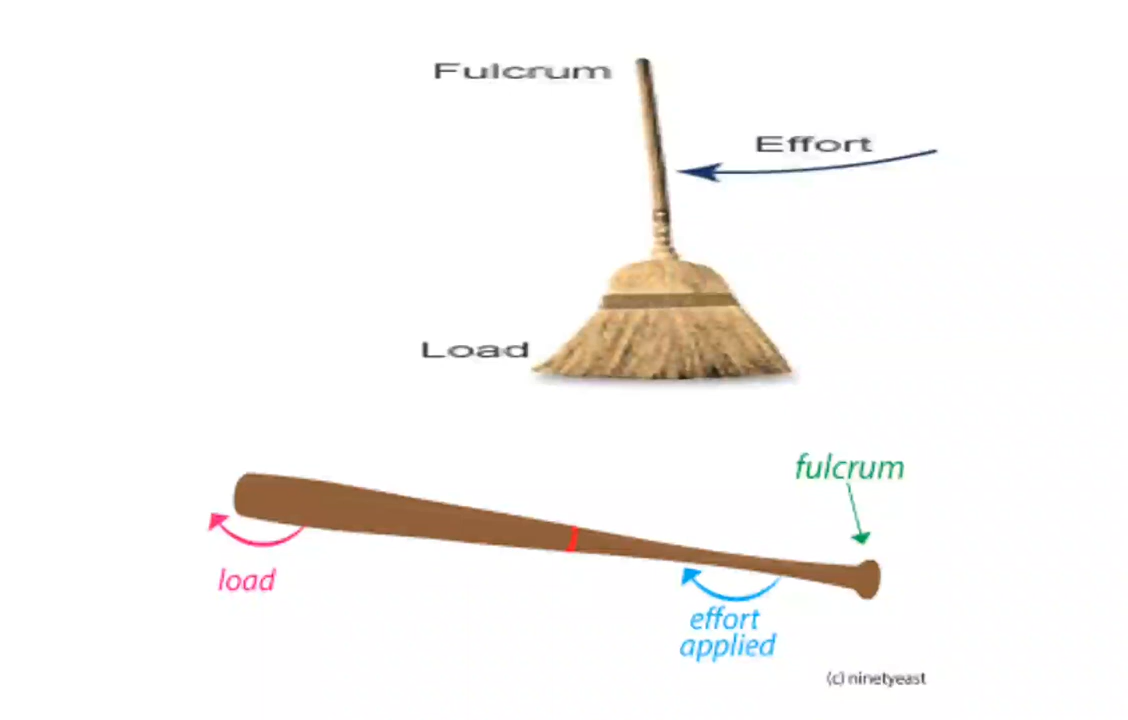 Fulcrum
Effort
Load
fulcrum
load
effort
applied
(c) ninetyeast